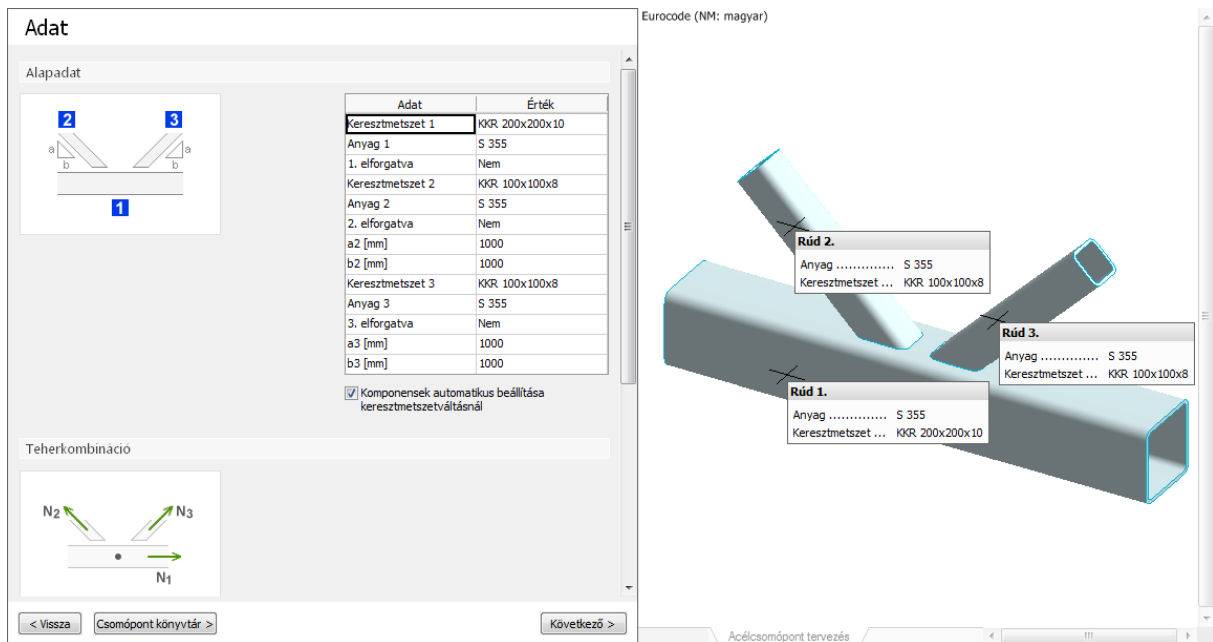 Adat
Alapadat
2
3
a
b
a
b
1
Adat Érték
Keresztmetszet 1 KKR 200x200x10
Anyag 1 S 355
1. elforgatva Nem
Keresztmetszet 2 KKR 100x100x8
Anyag 2 S 355
2. elforgatva Nem
a2 [mm] 1000
b2 [mm] 1000
Keresztmetszet 3 KKR 100x100x8
Anyag 3 S 355
3. elforgatva Nem
a3 [mm] 1000
b3 [mm] 1000
Komponensek automatikus beállítása
keresztmetszetváltásnál
Teherkombináció
N2
N3
N1
< Vissza
Csomópont könyvtár >
Következő >
Eurocode (NM: magyar)
Rúd 2.
Anyag .............. S 355
Keresztmetszet ... KKR 100x100x8
Rúd 3.
Anyag .............. S 355
Keresztmetszet ... KKR 100x100x8
Rúd 1.
Anyag .............. S 355
Keresztmetszet ... KKR 200x200x10
Acélcsomópont tervezés